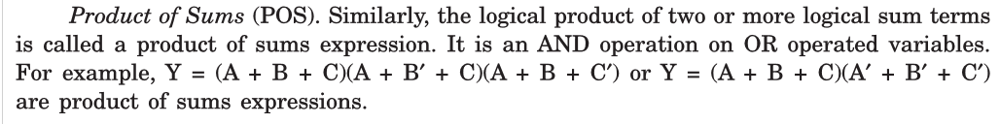 Product of Sums (POS). Similarly, the logical product of two or more logical sum terms
is called a product of sums expression. It is an AND operation on OR operated variables.
For example, Y = (A + B + C)(A + B′ + C)(A + B + C′) or Y = (A + B + C)(A′ + B′ + C′)
are product of sums expressions.